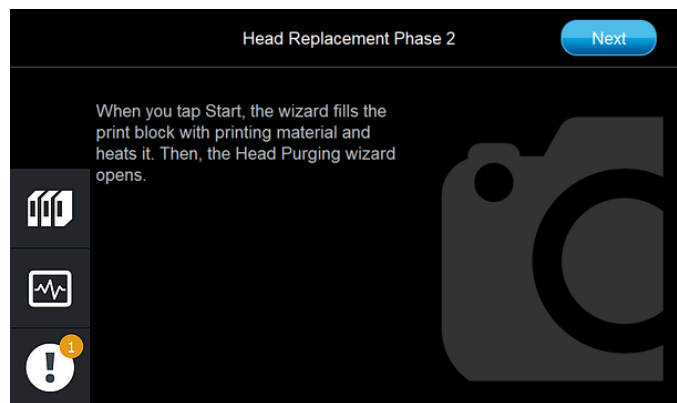 Head Replacement Phase 2
Next
When you tap Start, the wizard fills the
print block with printing material and
heats it. Then, the Head Purging wizard
opens.
1